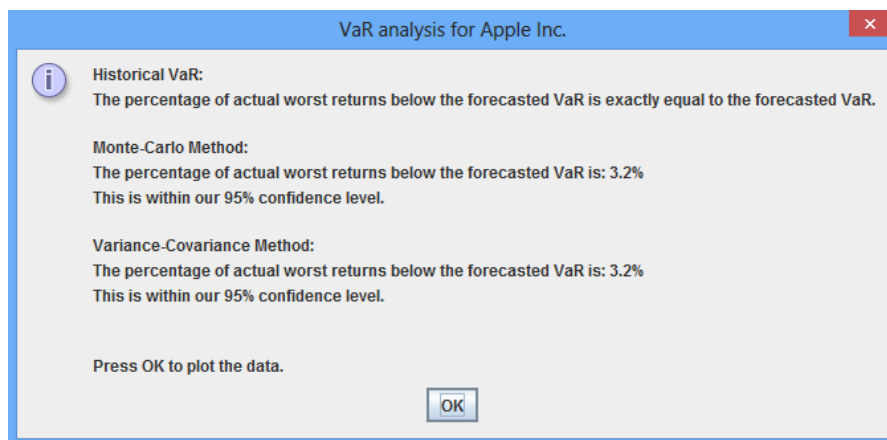 VaR analysis for Apple Inc.
Historical VaR:
The percentage of actual worst returns below the forecasted VaR is exactly equal to the forecasted VaR.
Monte-Carlo Method:
The percentage of actual worst returns below the forecasted VaR is: 3.2%
This is within our 95% confidence level.
Variance-Covariance Method:
The percentage of actual worst returns below the forecasted VaR is: 3.2%
This is within our 95% confidence level.
Press OK to plot the data.
OK